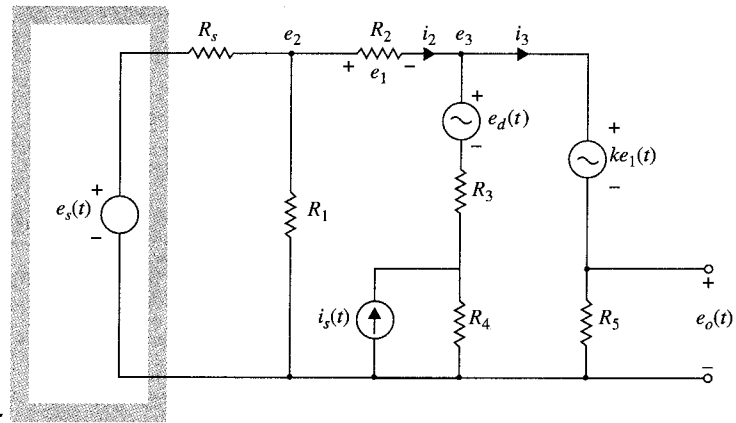 R_s e_2 R_2 i_2 e_3 i_3
+ e_1 −
+ e_d(t) −
+ ke_1(t) −
R_3
+ e_s(t) −
R_1
i_s(t)
R_4
R_5
+ e_o(t) −